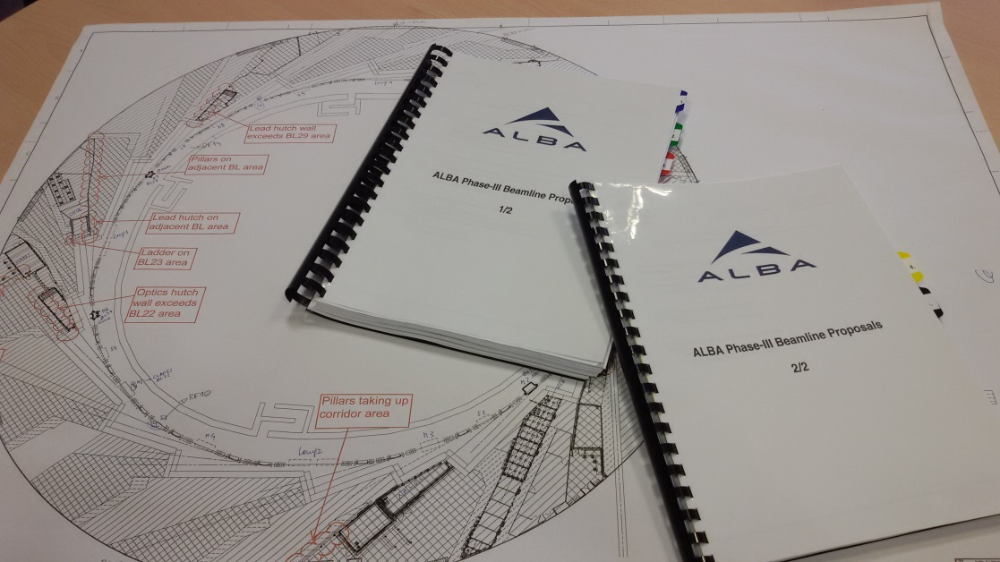 Lead hutch wall
exceeds BL29 area
Pillars on
adjacent BL area
Lead hutch on
adjacent BL area
Ladder on
BL23 area
Optics hutch
wall exceeds
BL22 area
Pillars taking up
corridor area
Long2
ALBA
ALBA Phase-III Beamline Propo
1/2
ALBA
ALBA Phase-III Beamline Proposals
2/2